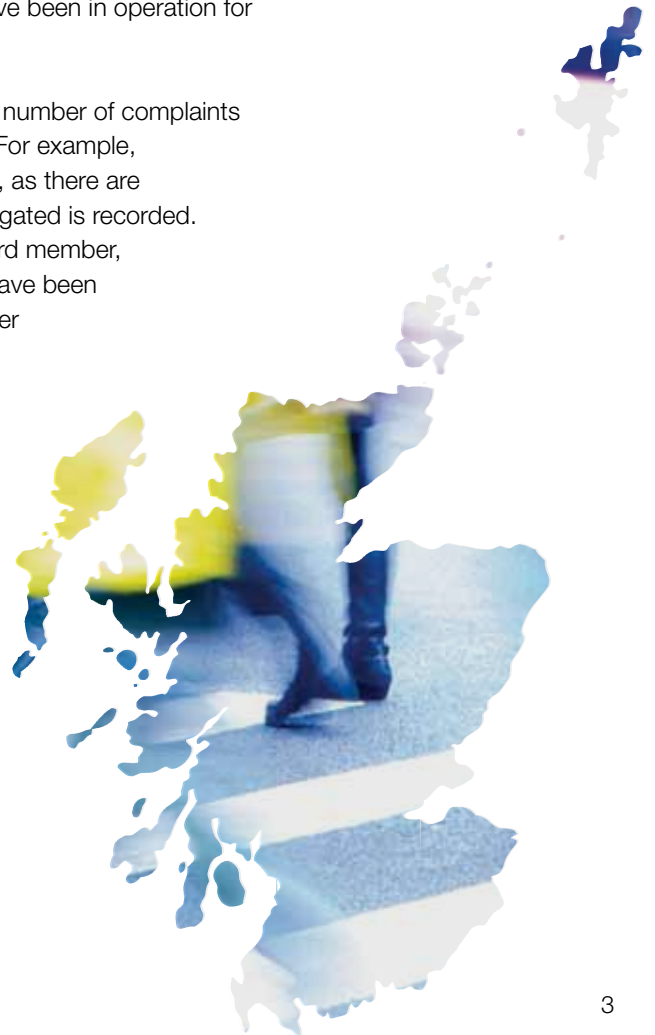 ve been in operation for
number of complaints
For example,
, as there are
gated is recorded.
rd member,
ave been
er
3